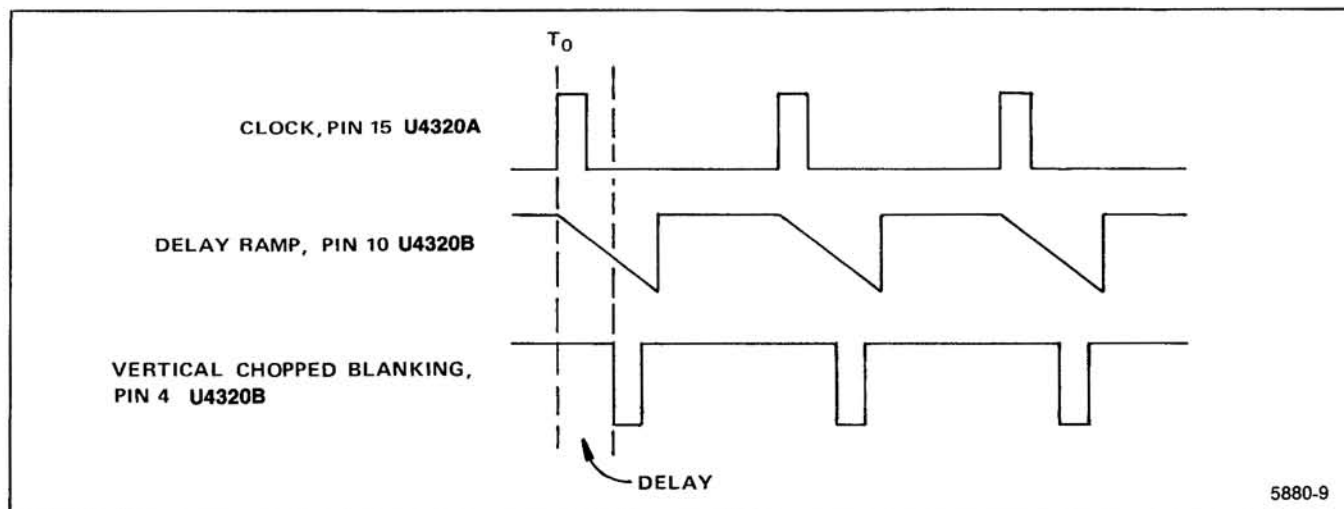 T0
CLOCK, PIN 15 U4320A
DELAY RAMP, PIN 10 U4320B
VERTICAL CHOPPED BLANKING,
PIN 4 U4320B
DELAY
5880-9